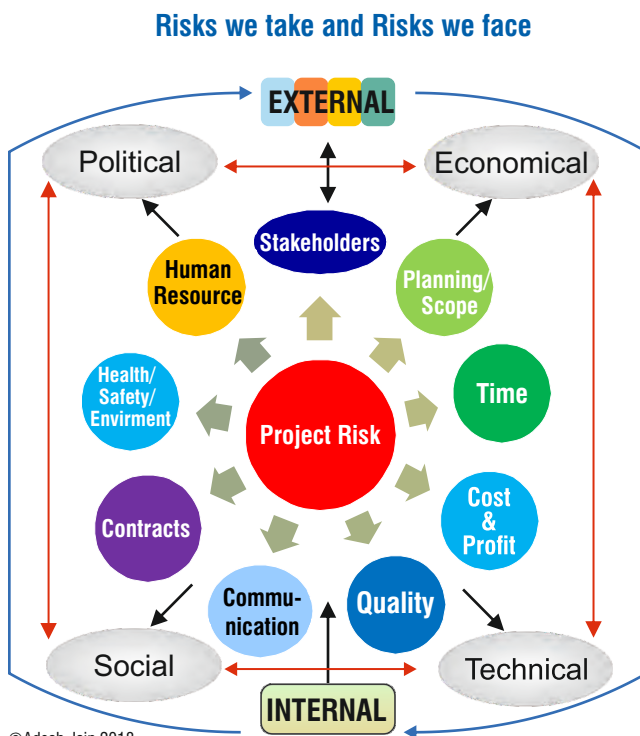 Risks we take and Risks we face
EXTERNAL
Political
Economical
Stakeholders
Human
Resource
Planning/
Scope
Health/
Safety/
Envirment
Time
Project Risk
Contracts
Cost
&
Profit
Commu-
nication
Quality
Social
Technical
INTERNAL